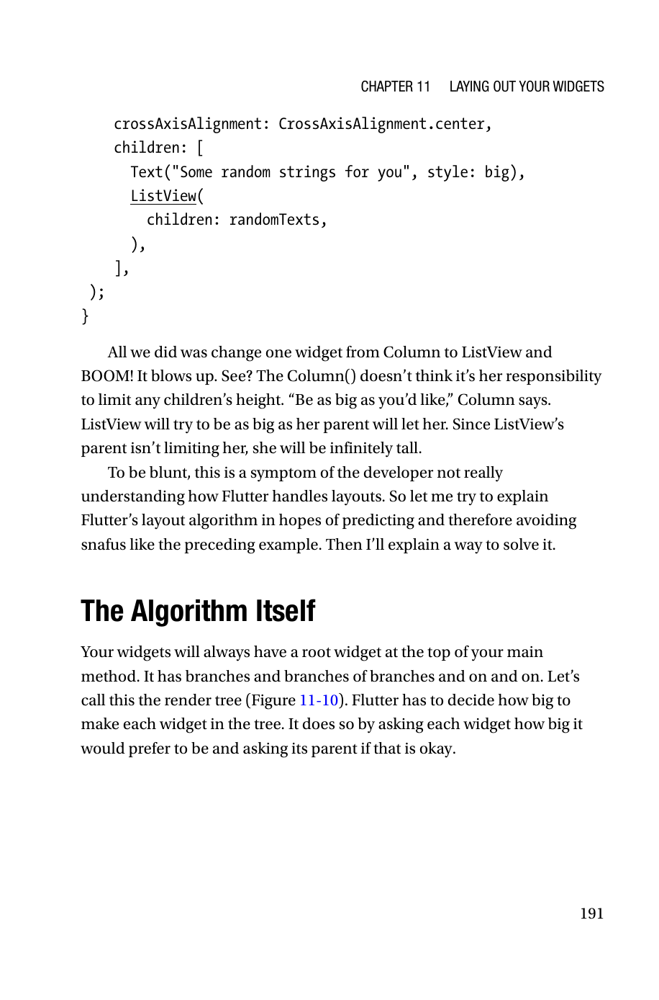 CHAPTER 11 LAYING OUT YOUR WIDGETS
crossAxisAlignment: CrossAxisAlignment.center,
children: [
Text("Some random strings for you", style: big),
ListView(
children: randomTexts,
),
],
);
}
All we did was change one widget from Column to ListView and
BOOM! It blows up. See? The Column() doesn’t think it’s her responsibility
to limit any children’s height. “Be as big as you’d like,” Column says.
ListView will try to be as big as her parent will let her. Since ListView’s
parent isn’t limiting her, she will be infinitely tall.
To be blunt, this is a symptom of the developer not really
understanding how Flutter handles layouts. So let me try to explain
Flutter’s layout algorithm in hopes of predicting and therefore avoiding
snafus like the preceding example. Then I’ll explain a way to solve it.
The Algorithm Itself
Your widgets will always have a root widget at the top of your main
method. It has branches and branches of branches and on and on. Let’s
call this the render tree (Figure 11-10). Flutter has to decide how big to
make each widget in the tree. It does so by asking each widget how big it
would prefer to be and asking its parent if that is okay.
191